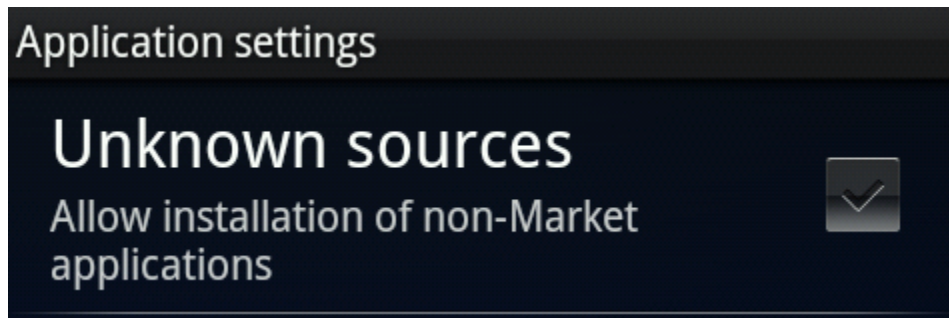 Application settings
Unknown sources
Allow installation of non-Market
applications